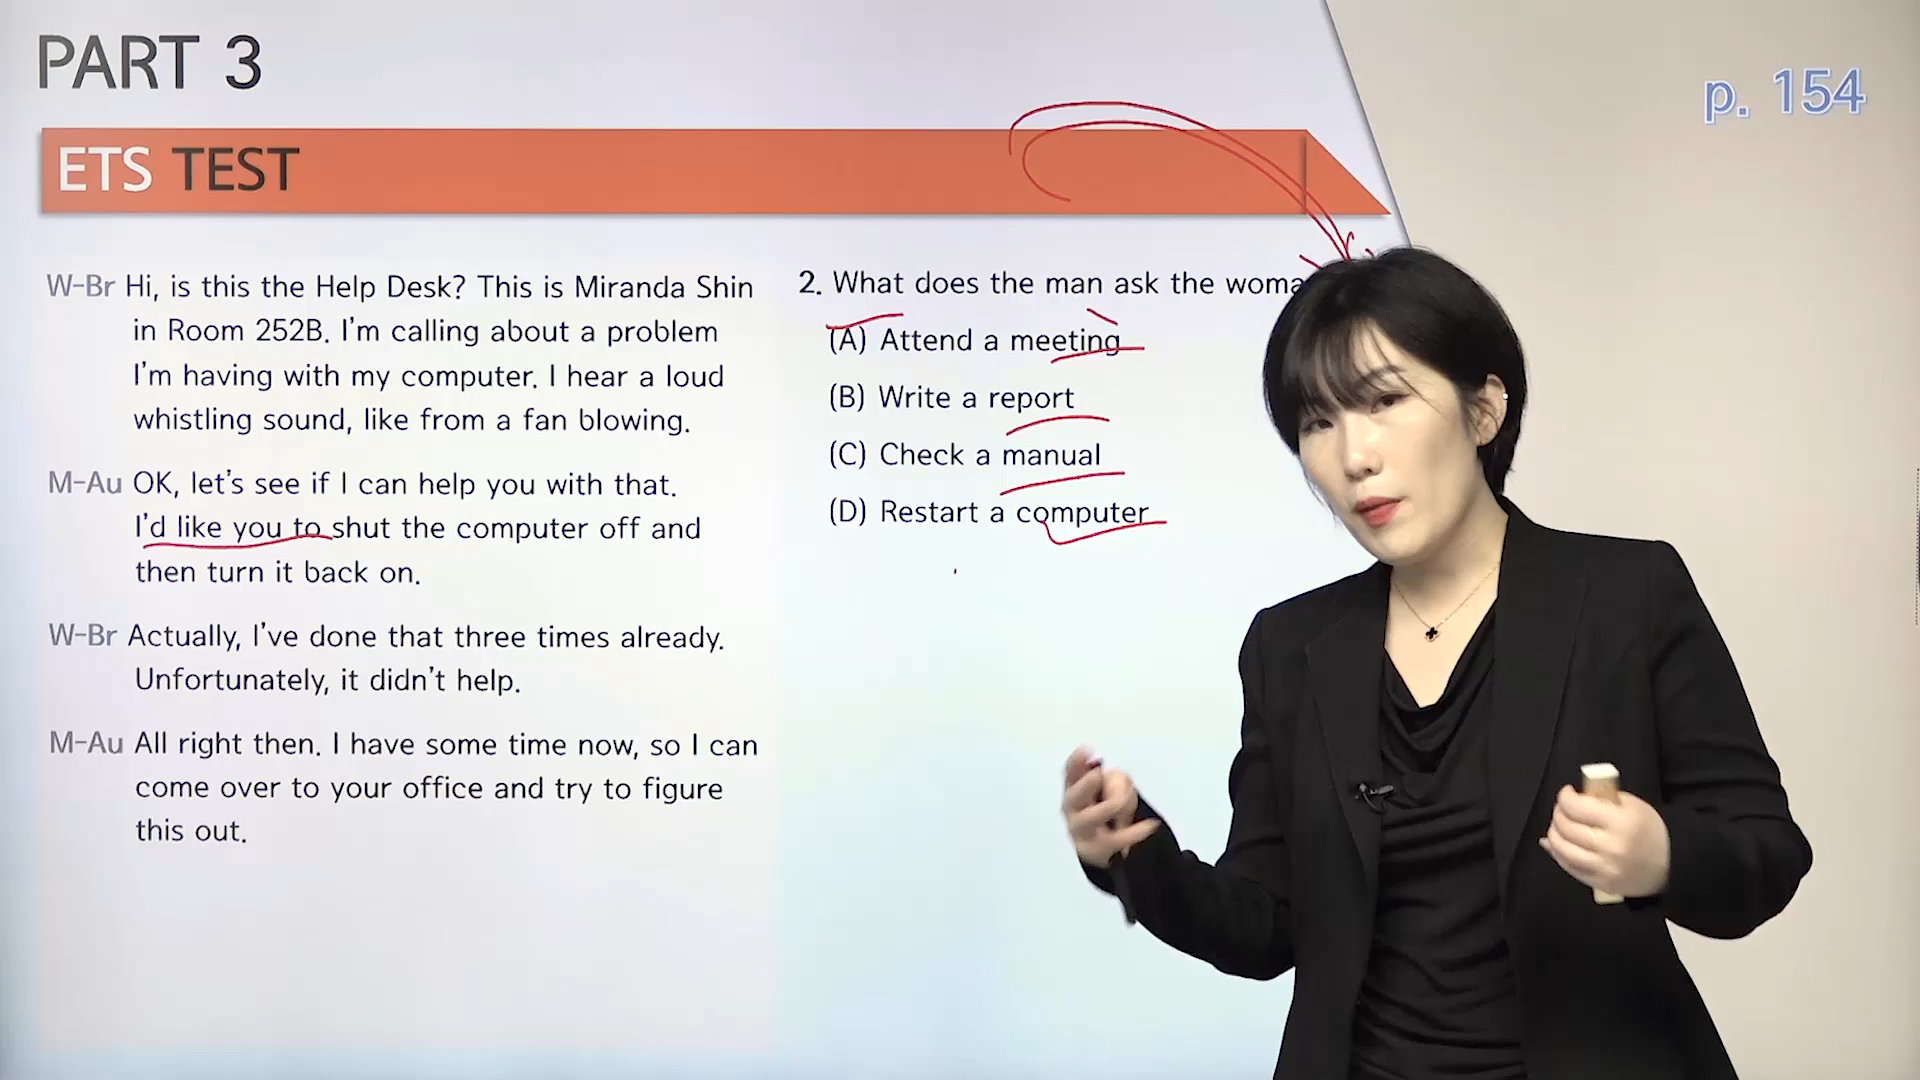 PART 3
p. 154
ETS TEST
W-Br Hi, is this the Help Desk? This is Miranda Shin
in Room 252B. I'm calling about a problem
I'm having with my computer. I hear a loud
whistling sound, like from a fan blowing.
M-Au OK, let's see if I can help you with that.
I'd like you to shut the computer off and
then turn it back on.
W-Br Actually, I've done that three times already.
Unfortunately, it didn't help.
M-Au All right then. I have some time now, so I can
come over to your office and try to figure
this out.
2. What does the man ask the woma
(A) Attend a meeting
(B) Write a report
(C) Check a manual
(D) Restart a computer